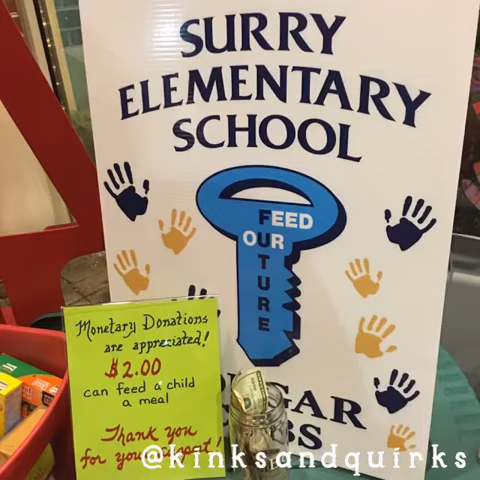 SURRY
ELEMENTARY
SCHOOL
FEED
OUR
FUTURE
Monetary Donations
are appreciated!
$2.00
can feed a child
a meal
Thank you
for your
@kinksandquirks